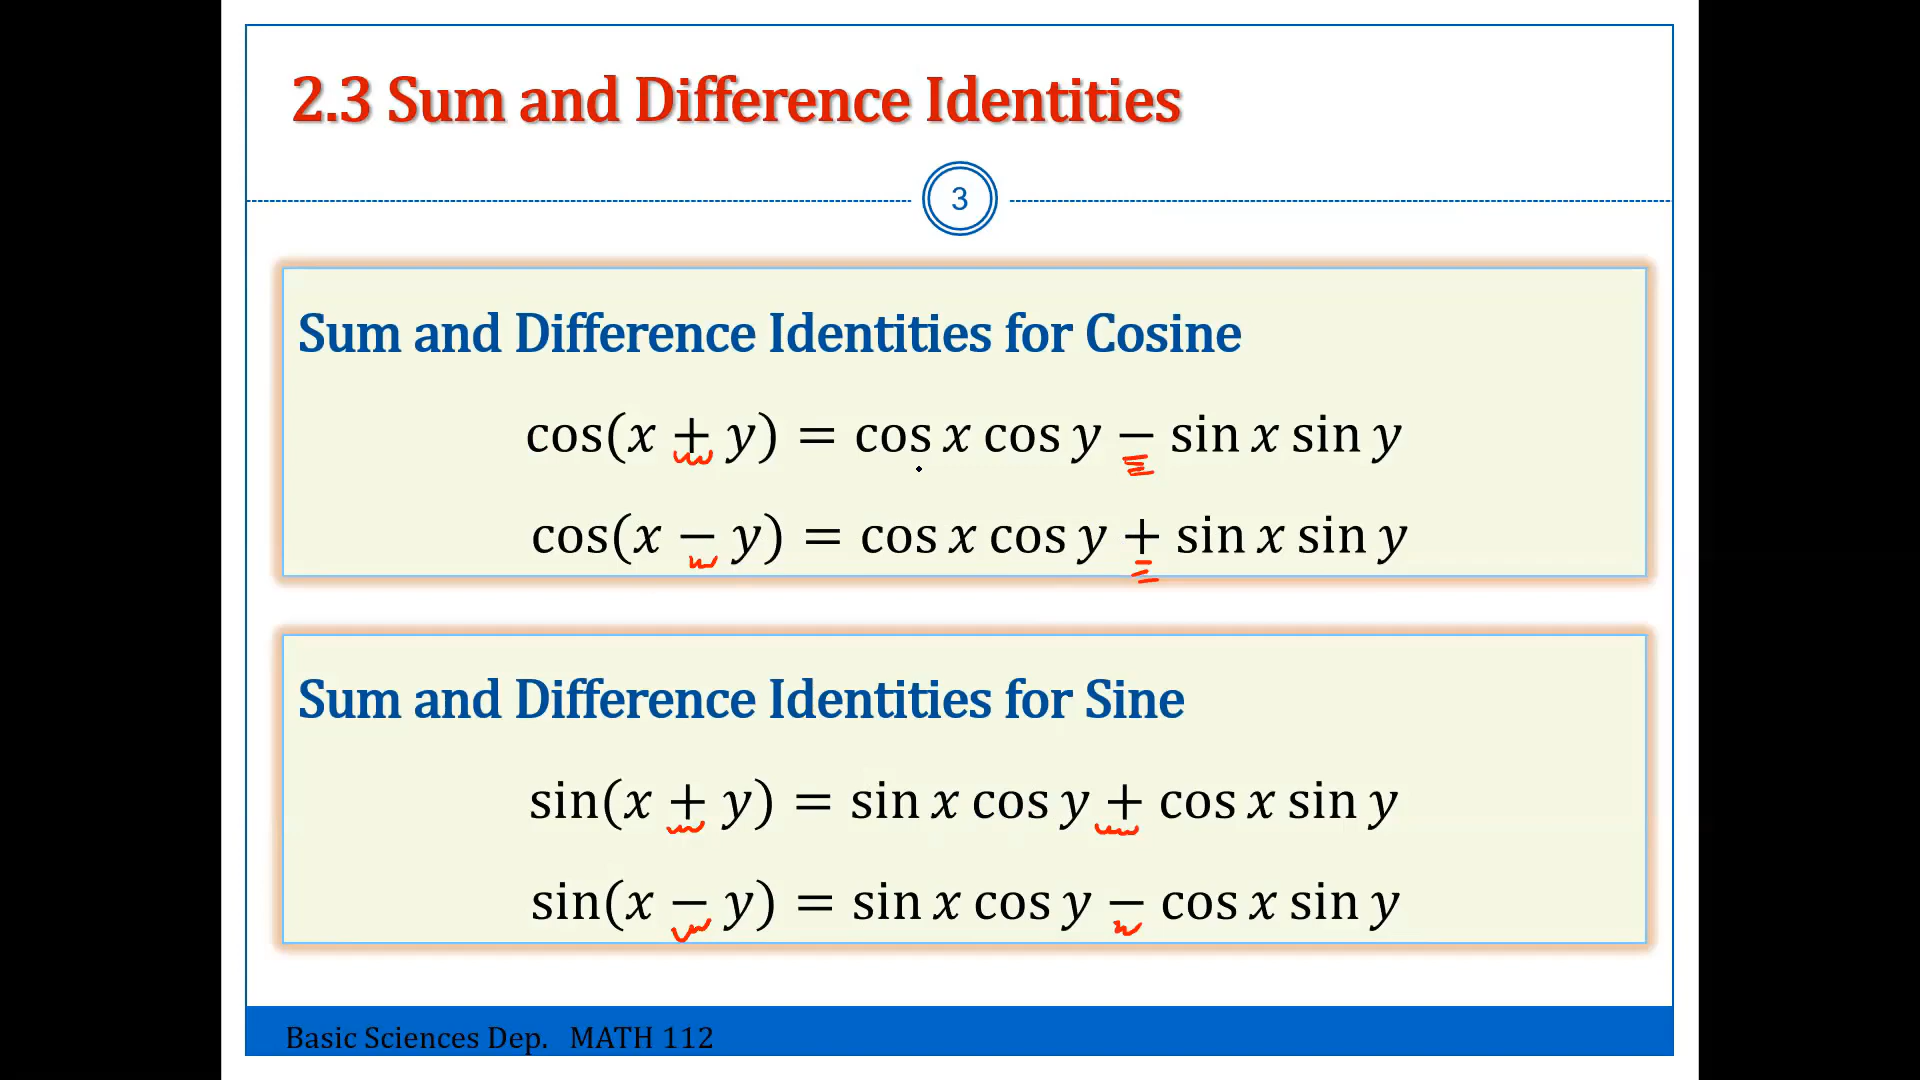 2.3 Sum and Difference Identities
3
Sum and Difference Identities for Cosine
cos(x + y) = cos x cos y − sin x sin y
cos(x − y) = cos x cos y + sin x sin y
Sum and Difference Identities for Sine
sin(x + y) = sin x cos y + cos x sin y
sin(x − y) = sin x cos y − cos x sin y
Basic Sciences Dep. MATH 112